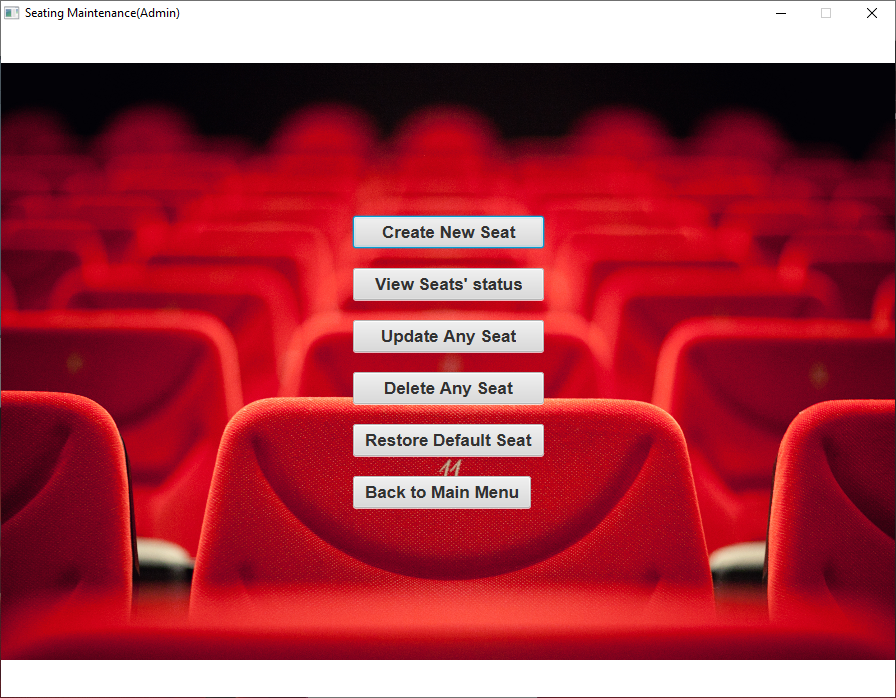 Seating Maintenance(Admin)
Create New Seat
View Seats' status
Update Any Seat
Delete Any Seat
Restore Default Seat
11
Back to Main Menu